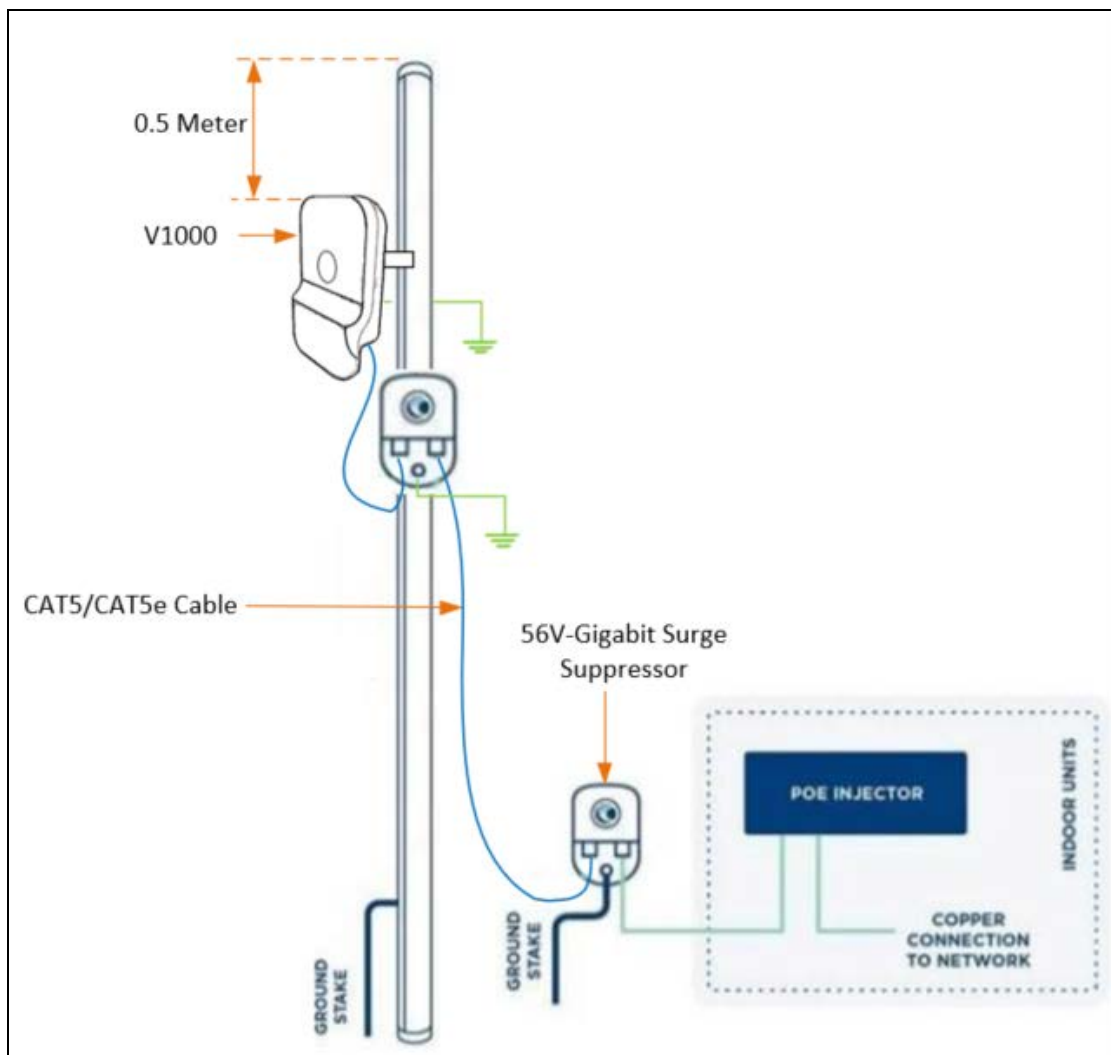 0.5 Meter
V1000
CAT5/CAT5e Cable
56V-Gigabit Surge
Suppressor
POE INJECTOR
INDOOR UNITS
COPPER
CONNECTION
TO NETWORK
GROUND
STAKE
GROUND
STAKE